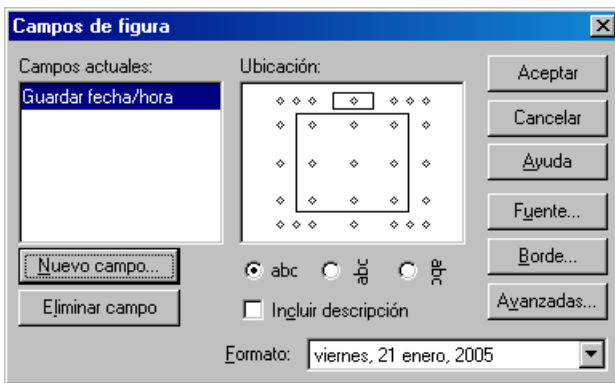 Campos de figura
Campos actuales:
Guardar fecha/hora
Nuevo campo...
Eliminar campo
Ubicación:
abc
abc
abc
Incluir descripción
Formato:
viernes, 21 enero, 2005
Aceptar
Cancelar
Ayuda
Fuente...
Borde...
Avanzadas...